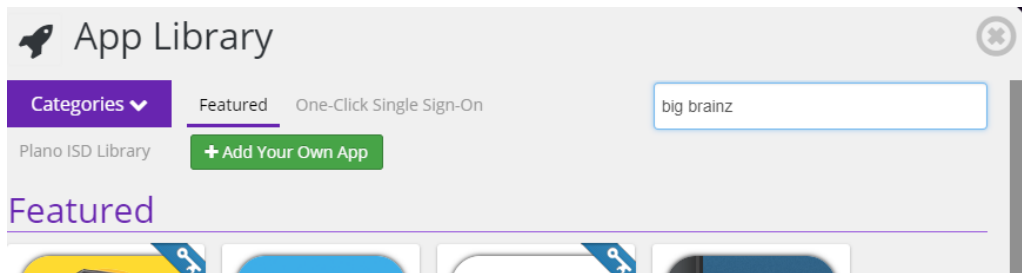 App Library
Categories Featured One-Click Single Sign-On big brainz
Plano ISD Library + Add Your Own App
Featured